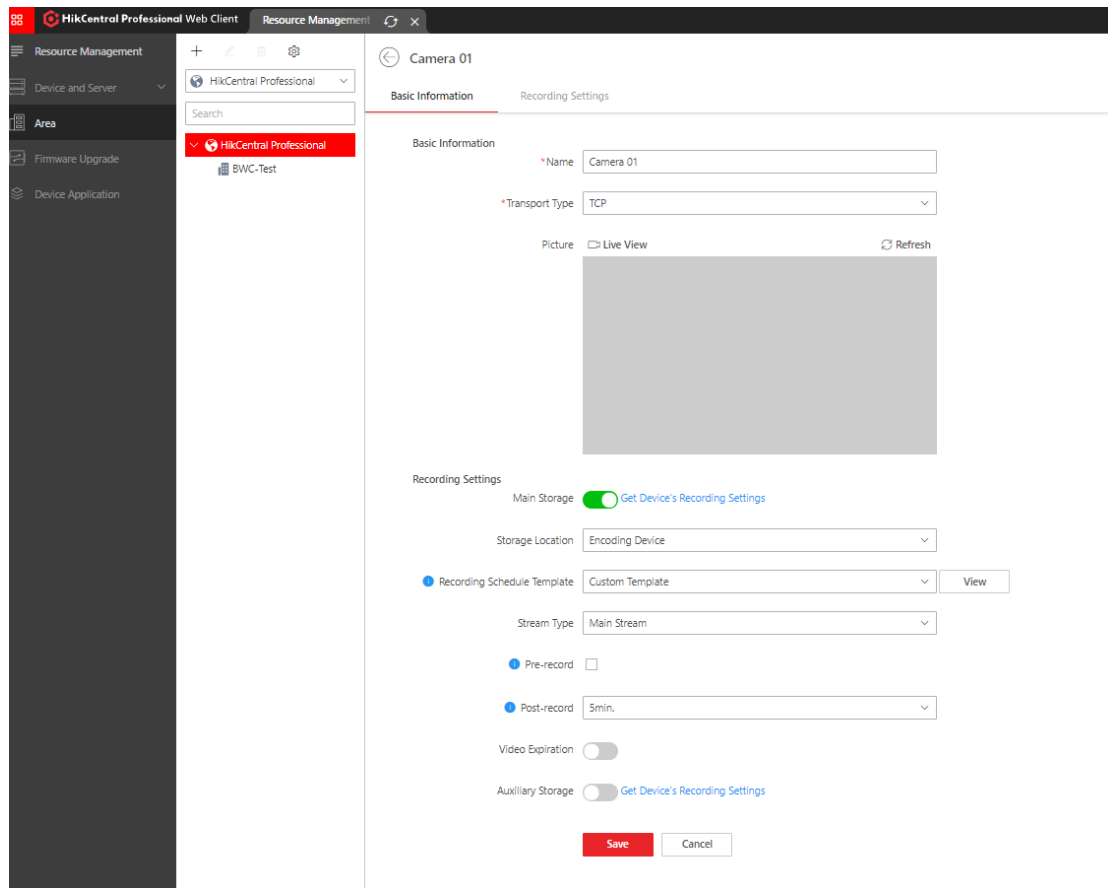 HikCentral Professional Web Client
Resource Management
Resource Management
Device and Server
Area
Firmware Upgrade
Device Application
HikCentral Professional
Search
HikCentral Professional
BWC-Test
Camera 01
Basic Information
Recording Settings
Basic Information
*Name Camera 01
*Transport Type TCP
Picture Live View Refresh
Recording Settings
Main Storage Get Device's Recording Settings
Storage Location Encoding Device
Recording Schedule Template Custom Template View
Stream Type Main Stream
Pre-record
Post-record 5min.
Video Expiration
Auxiliary Storage Get Device's Recording Settings
Save Cancel